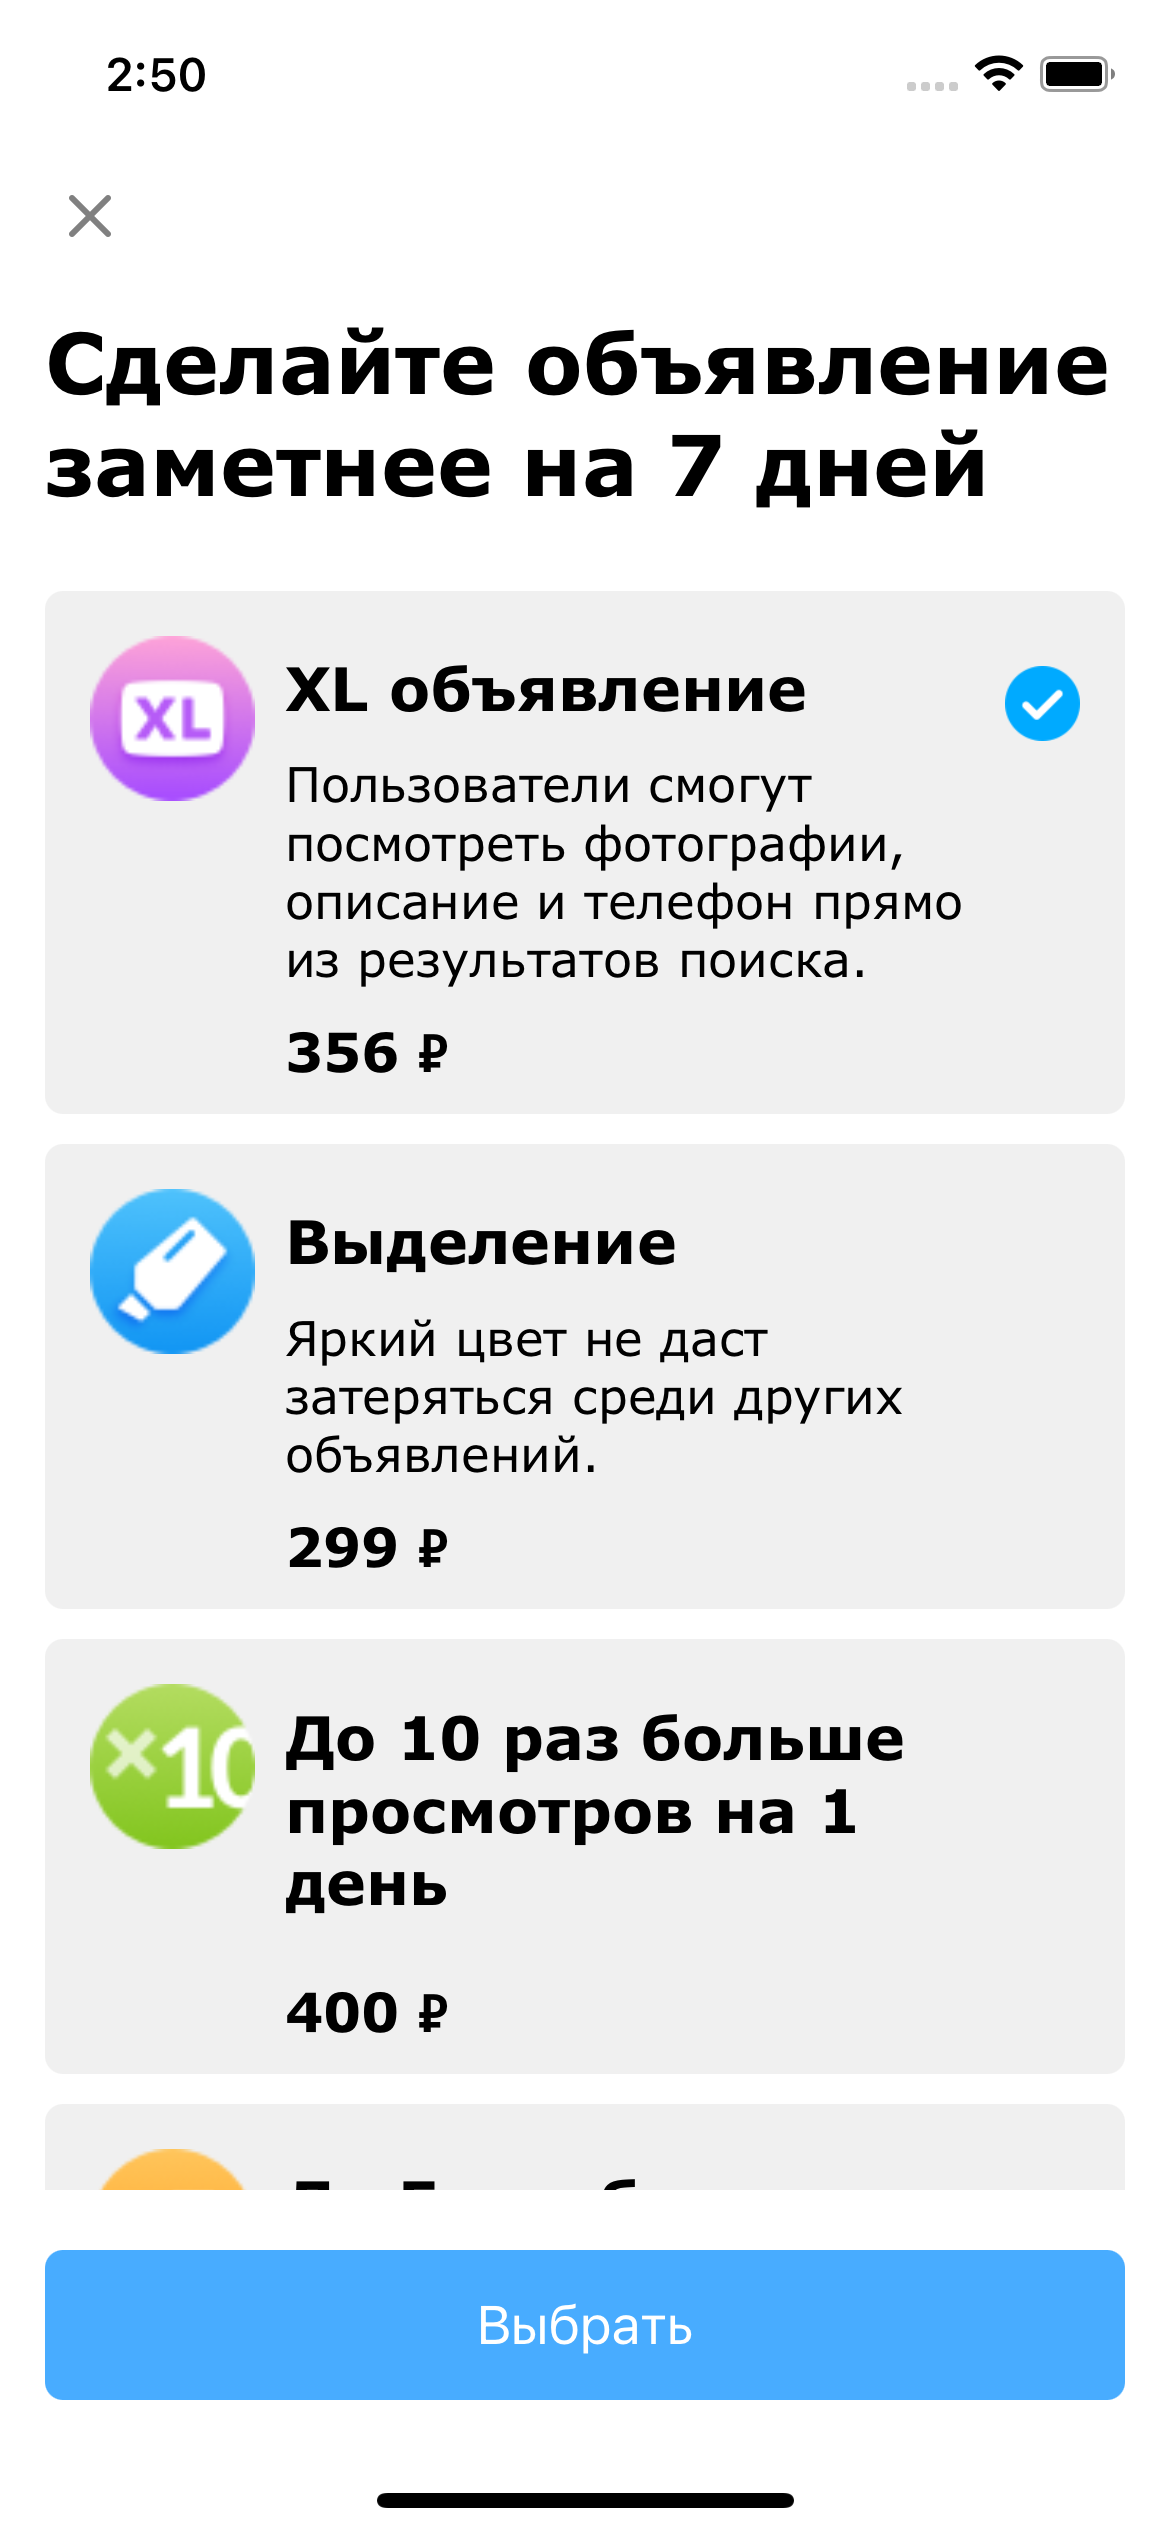 2:50
Сделайте объявление
заметнее на 7 дней
XL
XL объявление
Пользователи смогут
посмотреть фотографии,
описание и телефон прямо
из результатов поиска.
356 ₽
Выделение
Яркий цвет не даст
затеряться среди других
объявлений.
299 ₽
×10
До 10 раз больше
просмотров на 1
день
400 ₽
Выбрать